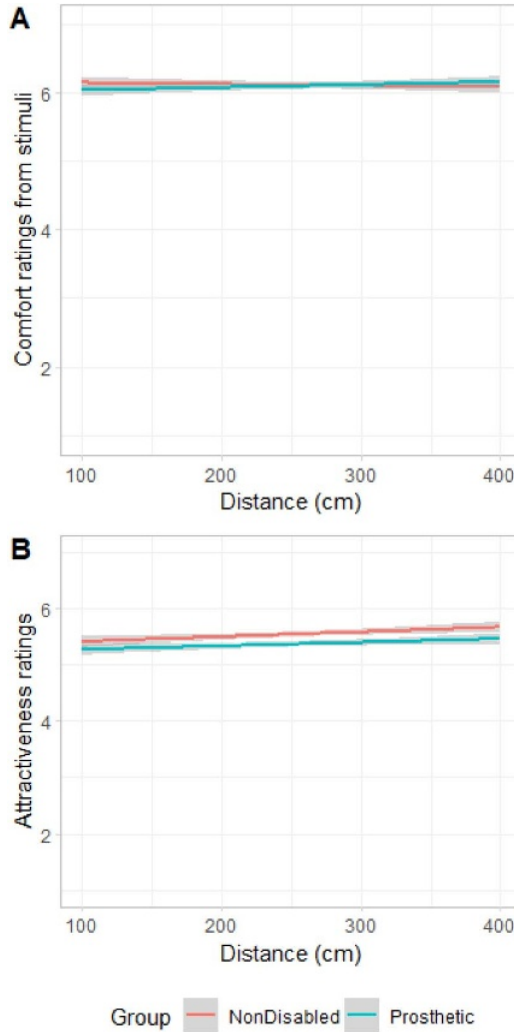 A
Comfort ratings from stimuli
6
4
2
100 200 300 400
Distance (cm)
B
Attractiveness ratings
6
4
2
100 200 300 400
Distance (cm)
Group NonDisabled Prosthetic